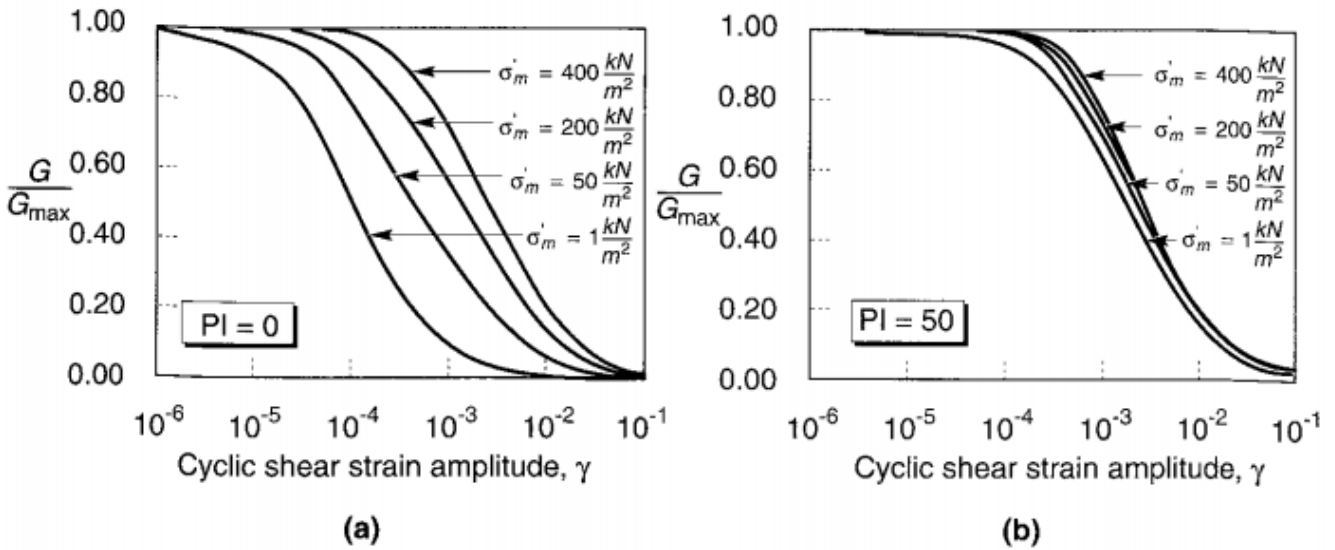 1.00
0.80
0.60
0.40
0.20
0.00
G
G_max
σ'_m = 400 kN/m²
σ'_m = 200 kN/m²
σ'_m = 50 kN/m²
σ'_m = 1 kN/m²
PI = 0
10⁻⁶ 10⁻⁵ 10⁻⁴ 10⁻³ 10⁻² 10⁻¹
Cyclic shear strain amplitude, γ
(a)
1.00
0.80
0.60
0.40
0.20
0.00
G
G_max
σ'_m = 400 kN/m²
σ'_m = 200 kN/m²
σ'_m = 50 kN/m²
σ'_m = 1 kN/m²
PI = 50
10⁻⁶ 10⁻⁵ 10⁻⁴ 10⁻³ 10⁻² 10⁻¹
Cyclic shear strain amplitude, γ
(b)